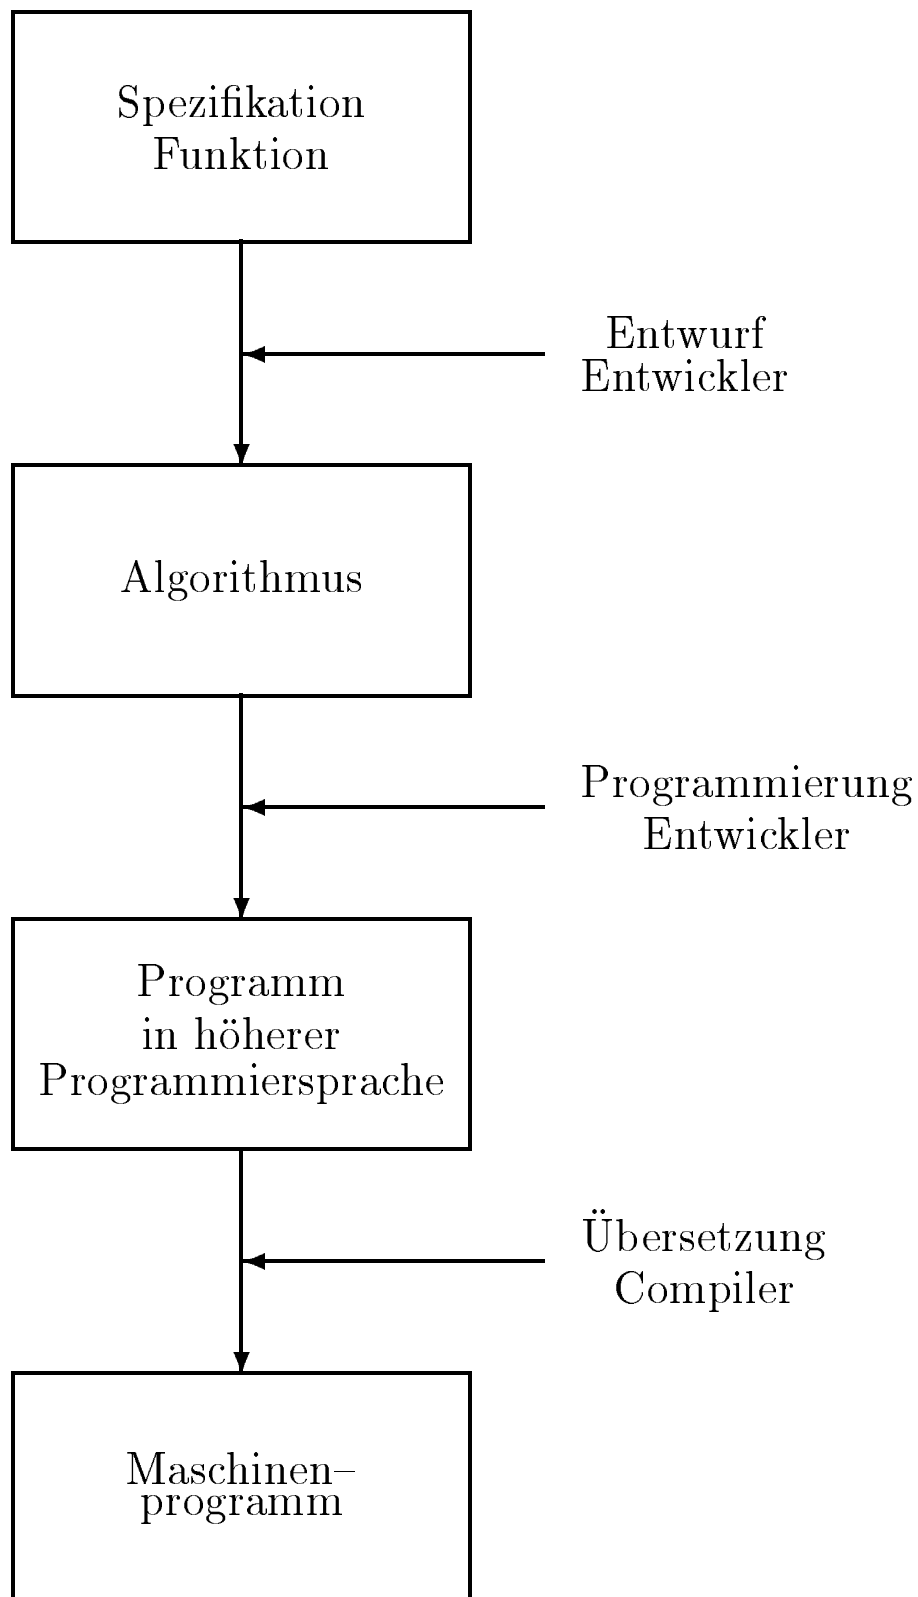 Spezifikation
Funktion
Entwurf
Entwickler
Algorithmus
Programmierung
Entwickler
Programm
in höherer
Programmiersprache
Übersetzung
Compiler
Maschinen–
programm